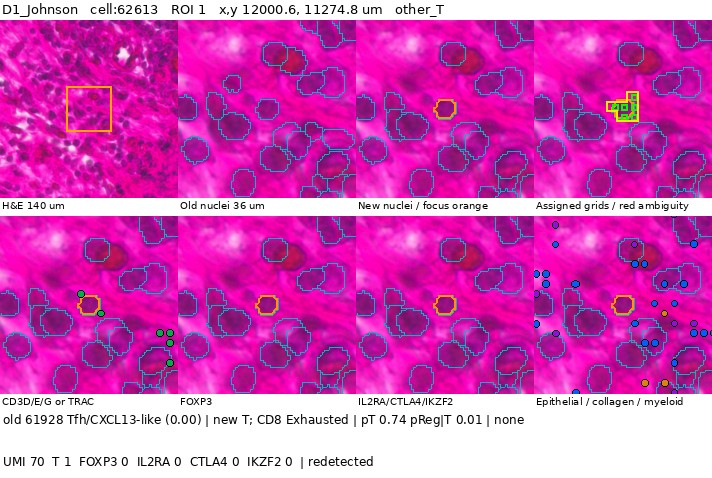 D1_Johnson cell:62613 ROI 1 x,y 12000.6, 11274.8 um other_T
H&E 140 um
Old nuclei 36 um
New nuclei / focus orange
Assigned grids / red ambiguity
CD3D/E/G or TRAC
FOXP3
IL2RA/CTLA4/IKZF2
Epithelial / collagen / myeloid
old 61928 Tfh/CXCL13-like (0.00) | new T; CD8 Exhausted | pT 0.74 pReg|T 0.01 | none
UMI 70 T 1 FOXP3 0 IL2RA 0 CTLA4 0 IKZF2 0 | redetected